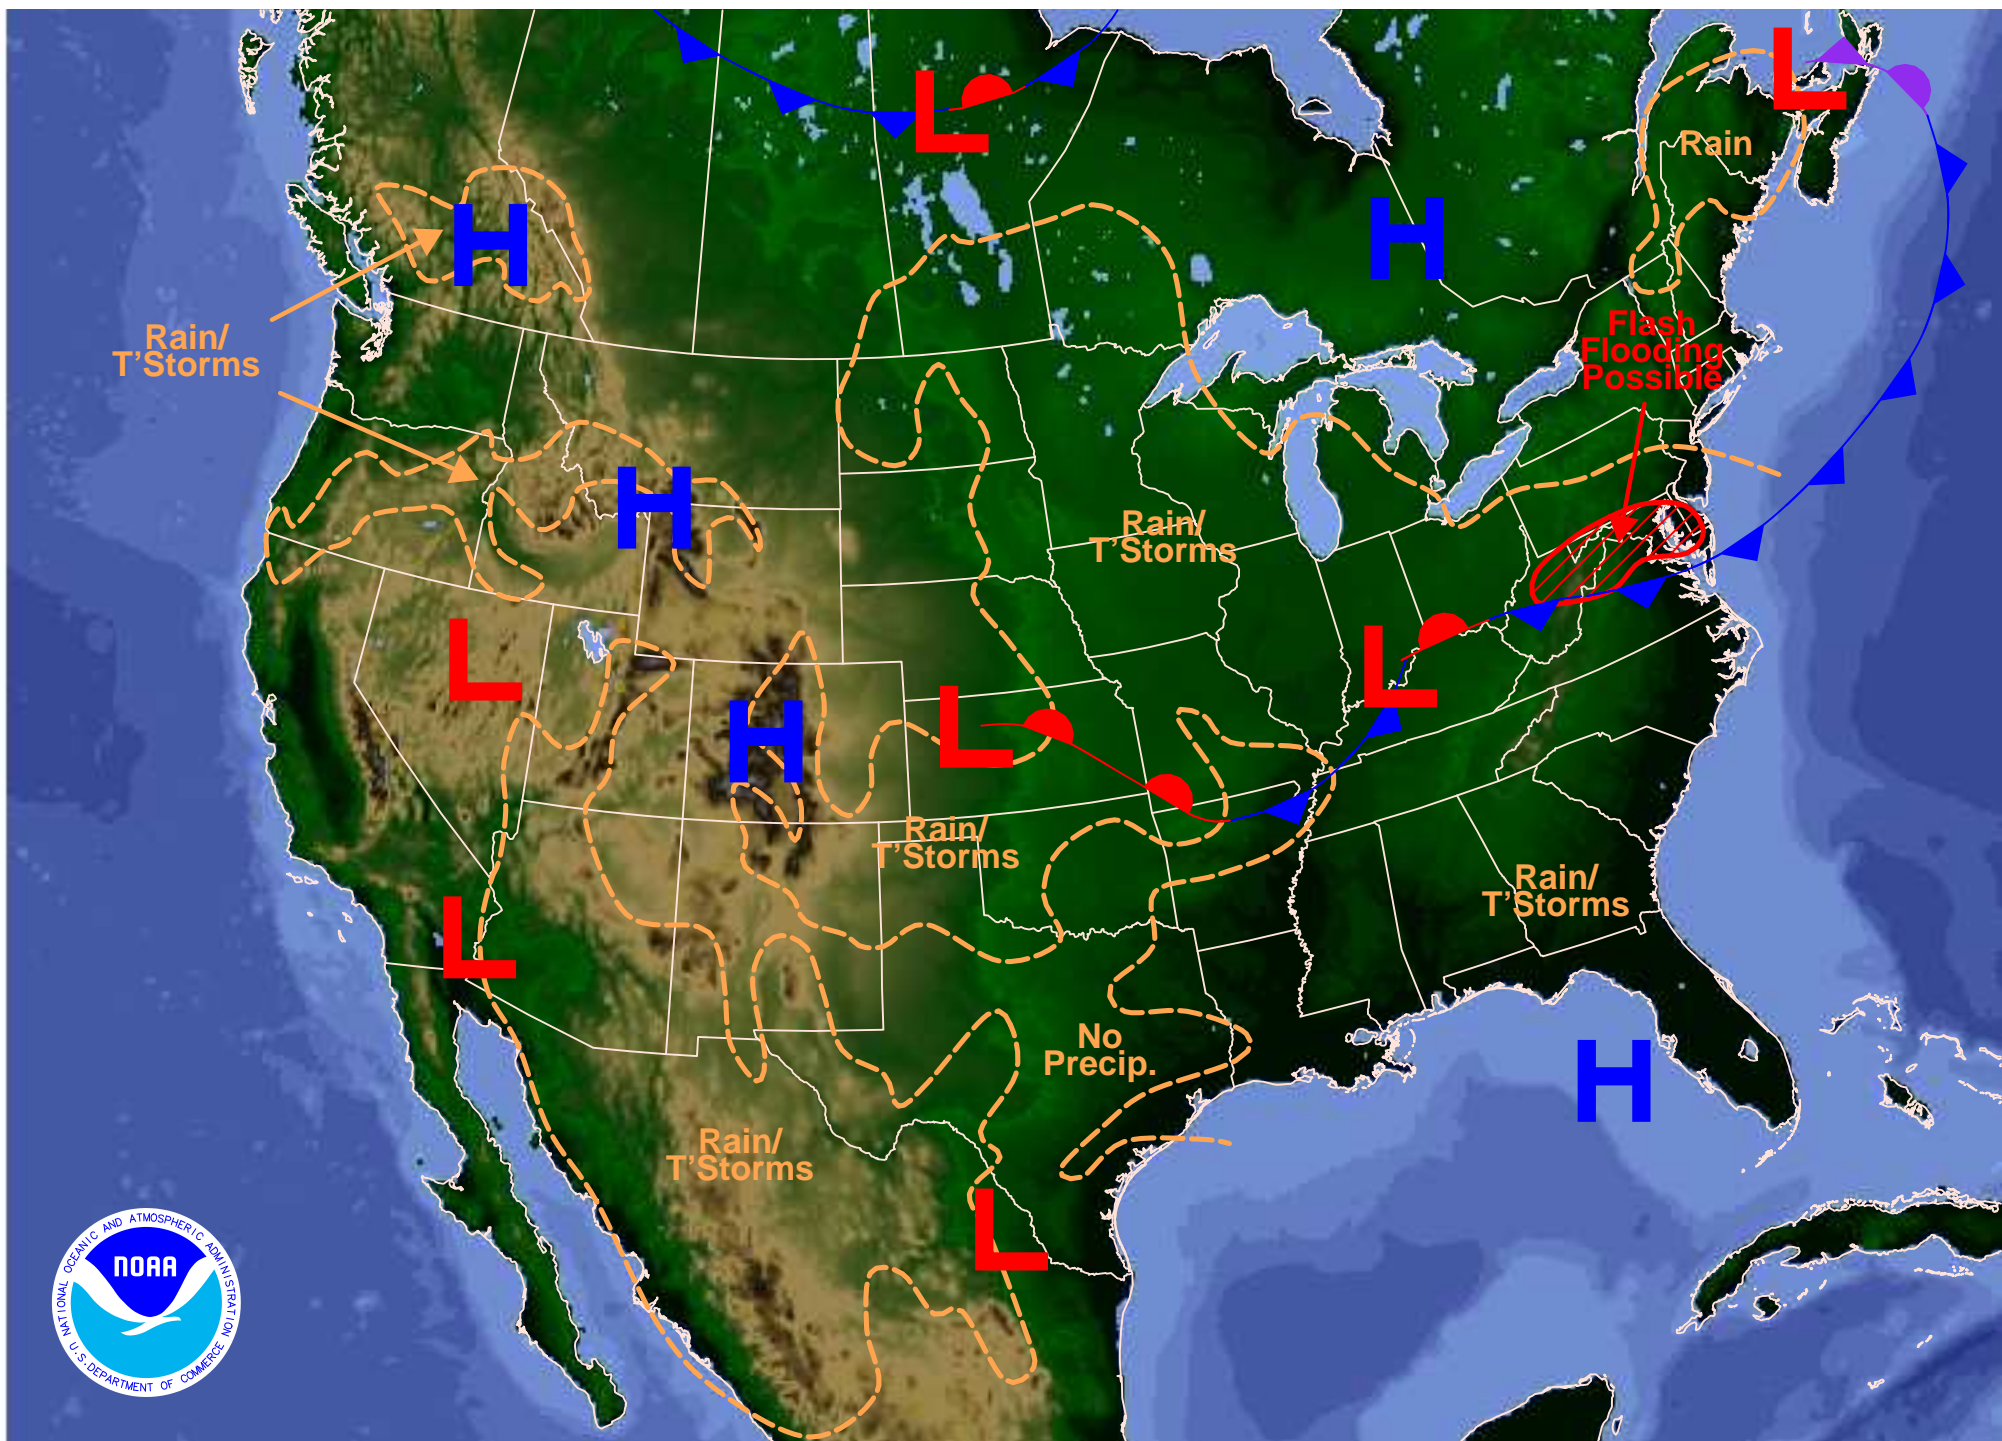 L
L
Rain
H
H
Rain/
T'Storms
Flash
Flooding
Possible
H
Rain/
T'Storms
L
L
L
H
Rain/
T'Storms
Rain/
T'Storms
L
No
Precip.
H
Rain/
T'Storms
L
NATIONAL OCEANIC AND ATMOSPHERIC ADMINISTRATION
NOAA
U.S. DEPARTMENT OF COMMERCE